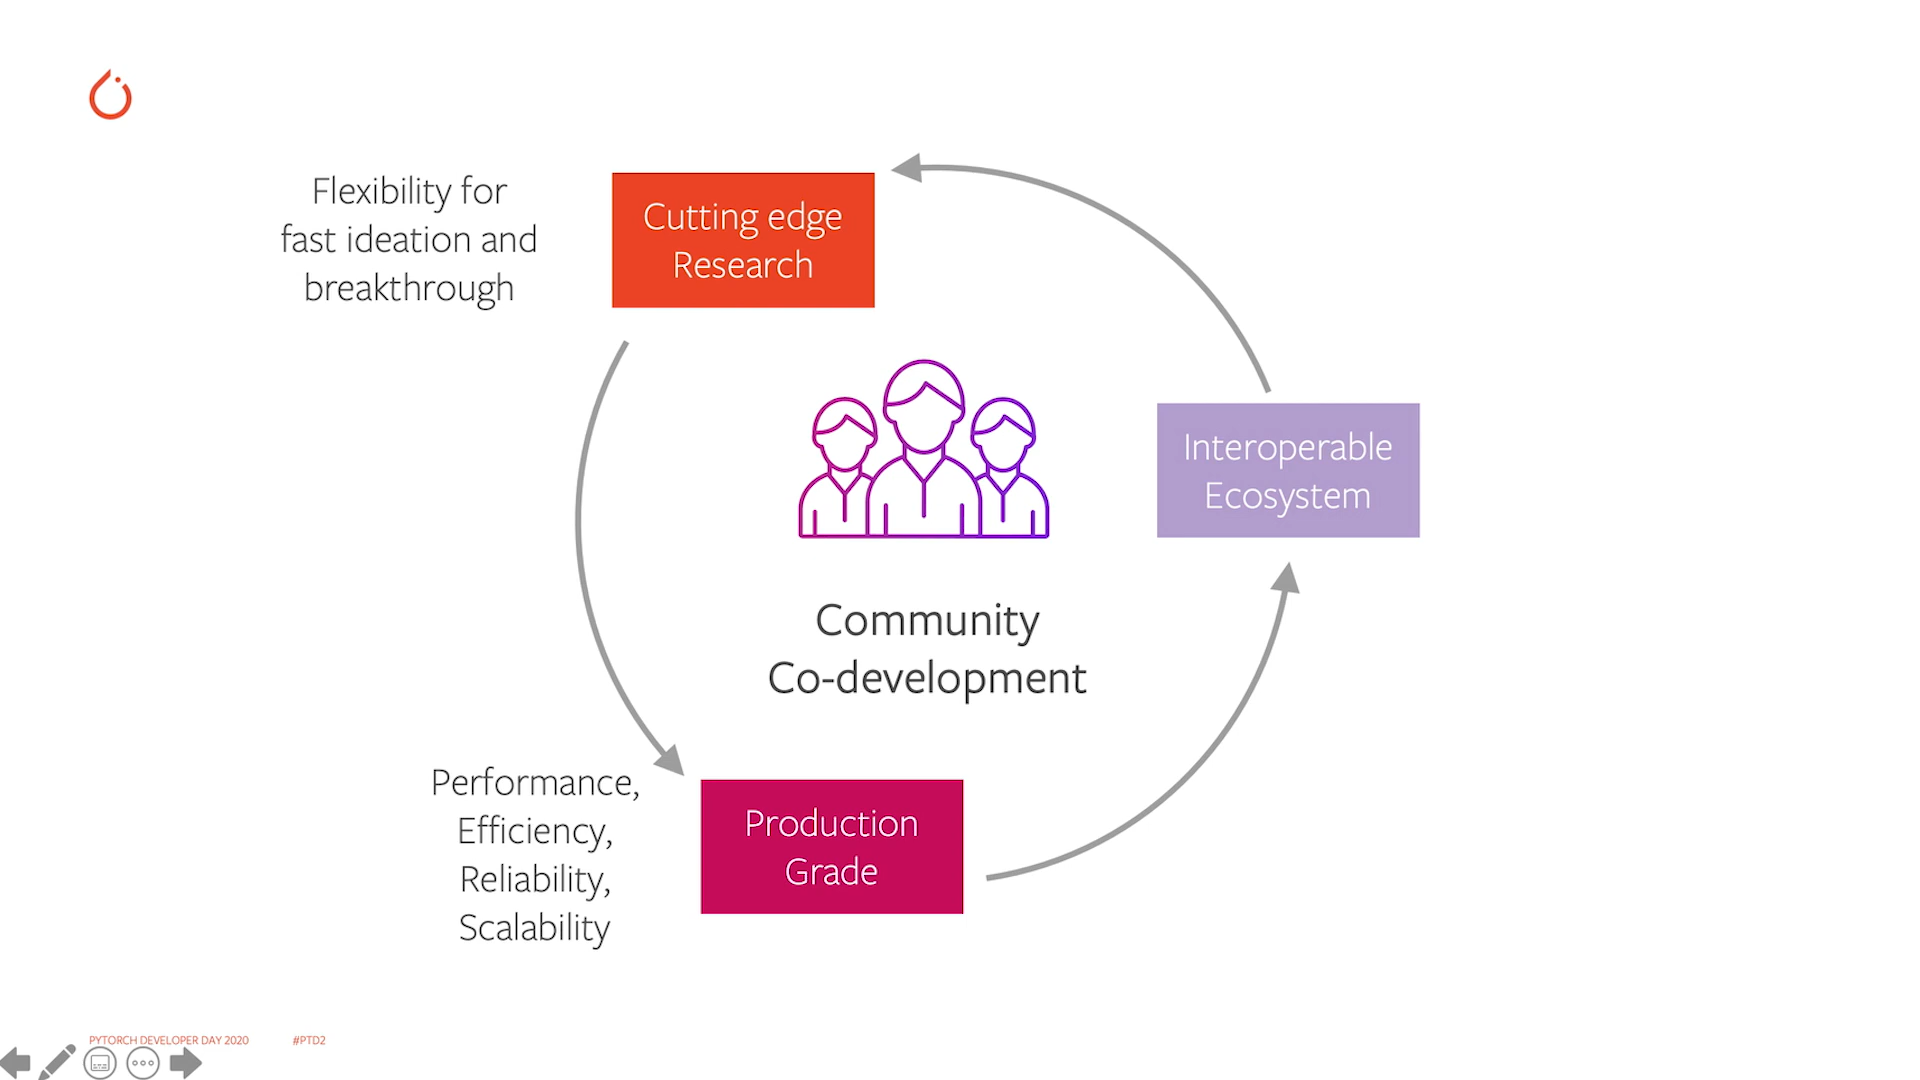 Flexibility for
fast ideation and
breakthrough
Cutting edge
Research
Interoperable
Ecosystem
Community
Co-development
Performance,
Efficiency,
Reliability,
Scalability
Production
Grade
PYTORCH DEVELOPER DAY 2020
#PTD2